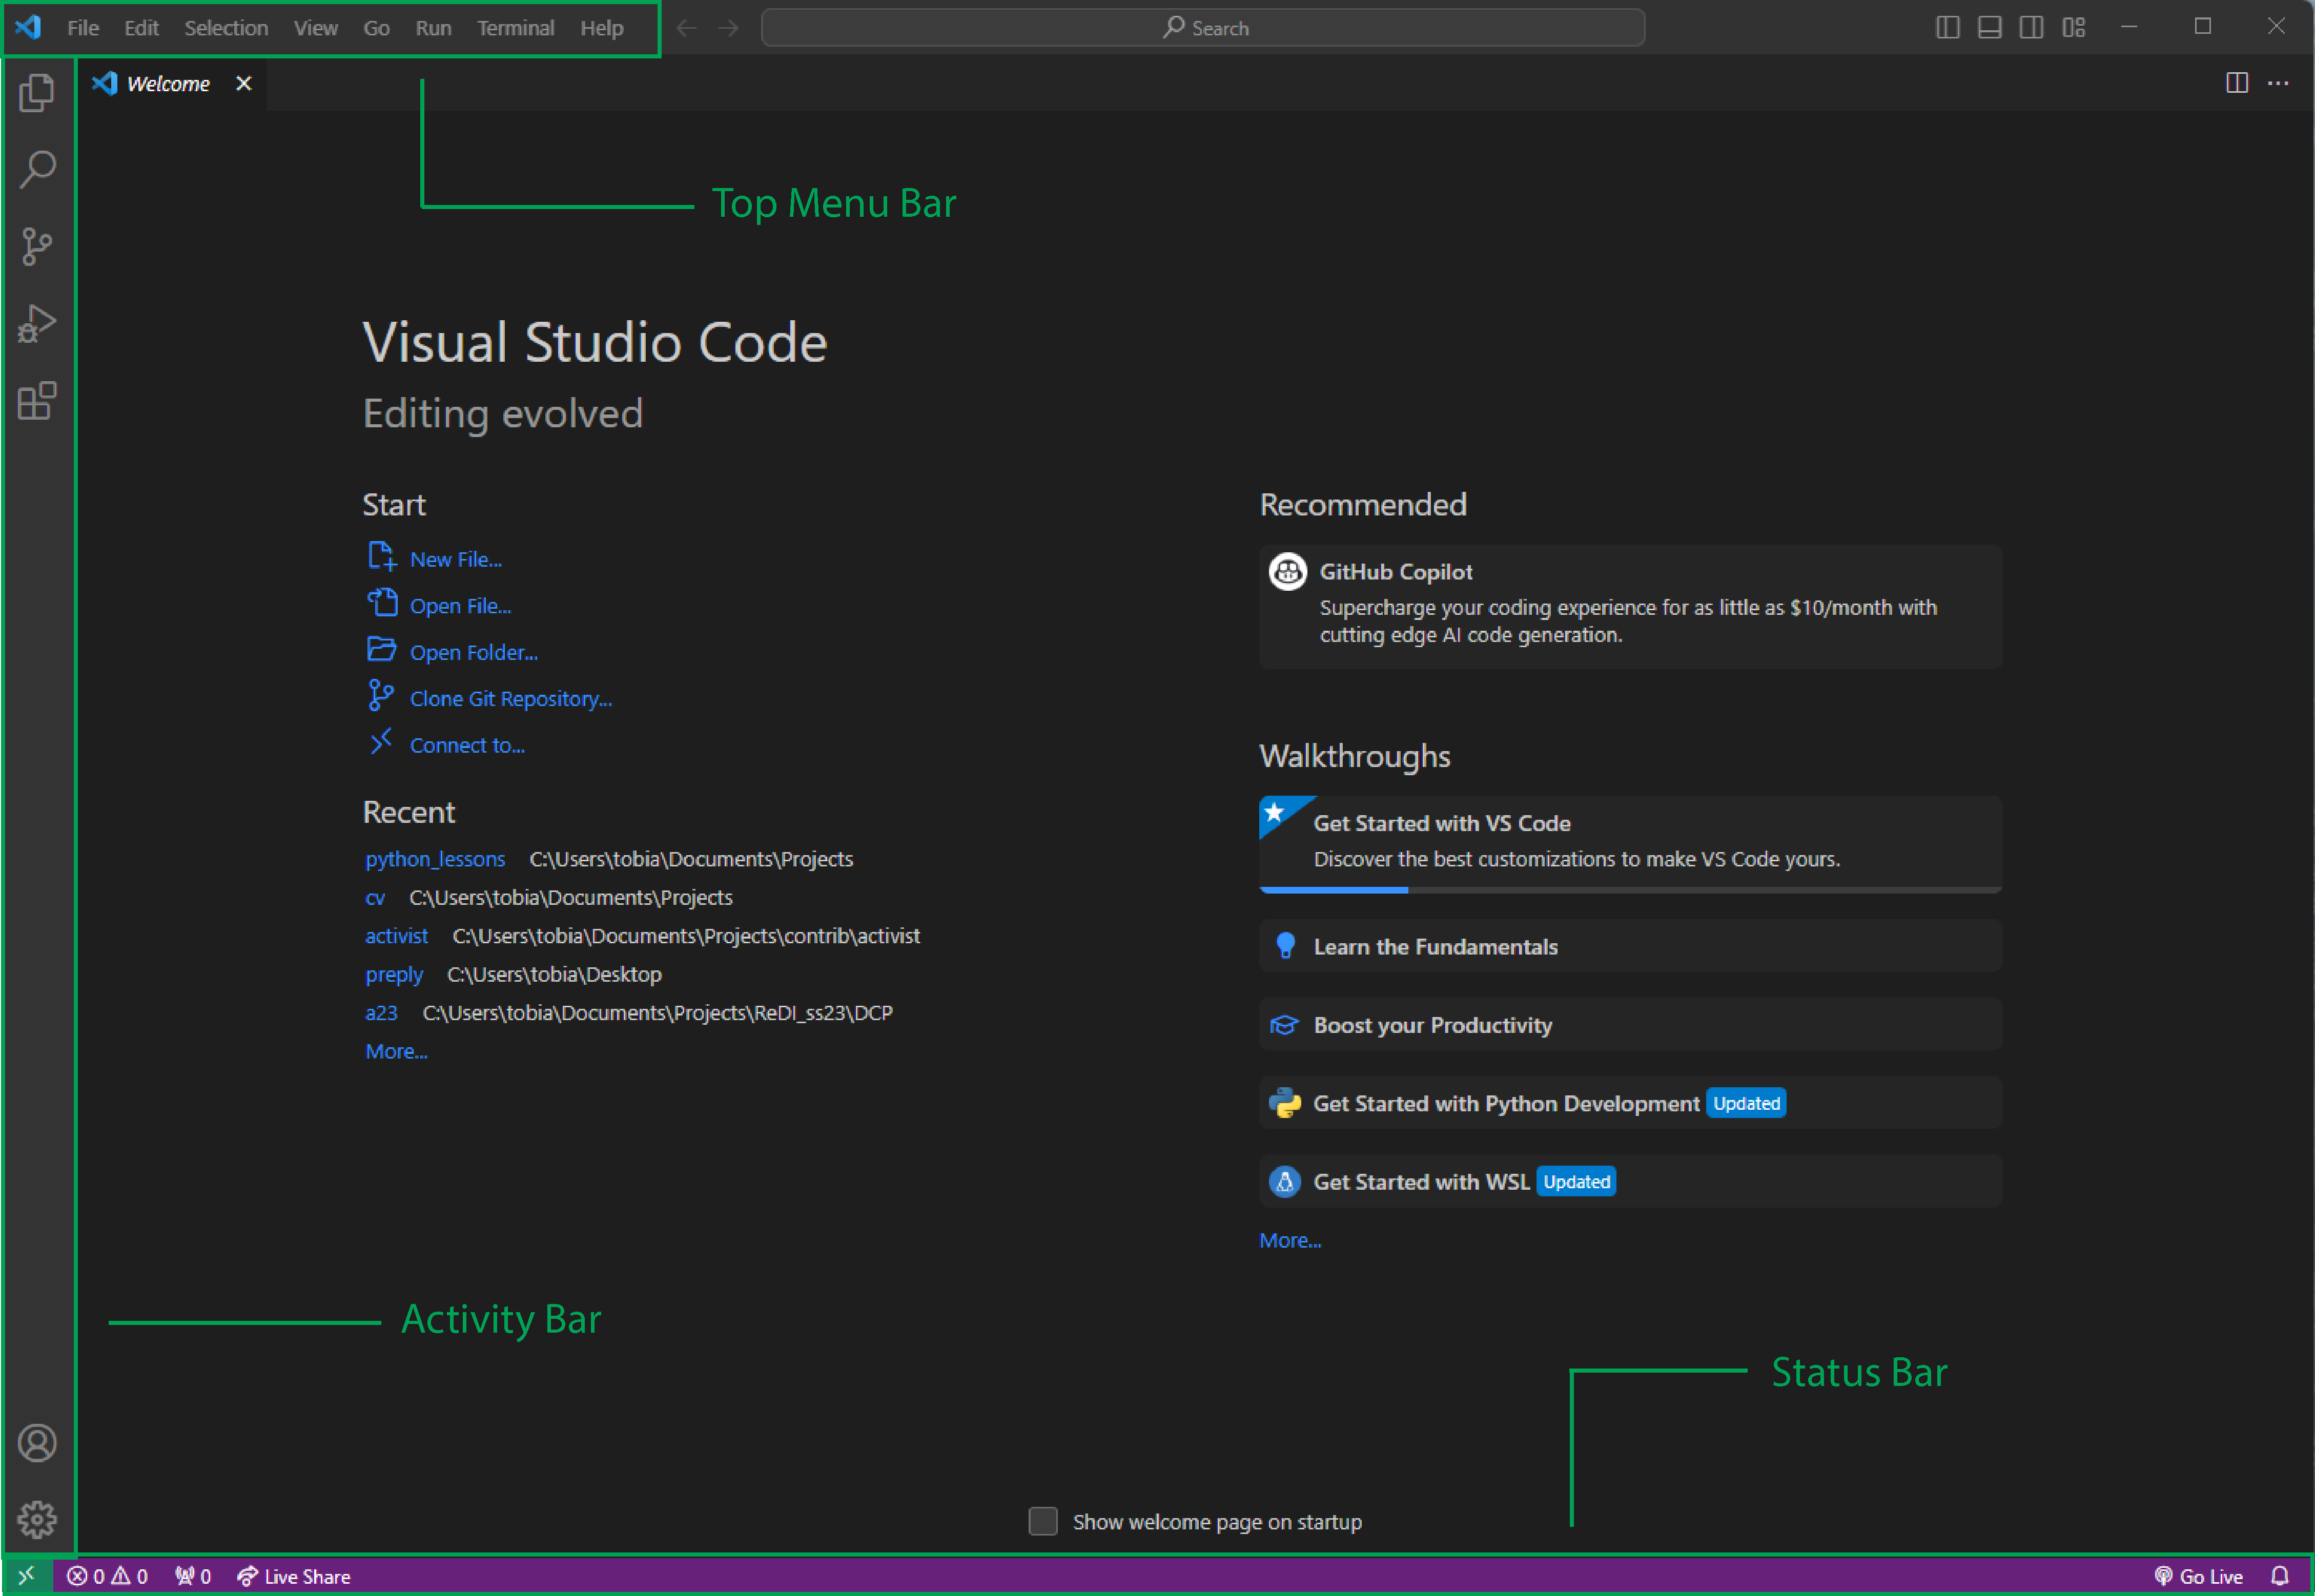 File Edit Selection View Go Run Terminal Help Search
Welcome
Top Menu Bar
Visual Studio Code
Editing evolved
Start
New File...
Open File...
Open Folder...
Clone Git Repository...
Connect to...
Recent
python_lessons C:\Users\tobia\Documents\Projects
cv C:\Users\tobia\Documents\Projects
activist C:\Users\tobia\Documents\Projects\contrib\activist
preply C:\Users\tobia\Desktop
a23 C:\Users\tobia\Documents\Projects\ReDI_ss23\DCP
More...
Recommended
GitHub Copilot
Supercharge your coding experience for as little as $10/month with
cutting edge AI code generation.
Walkthroughs
Get Started with VS Code
Discover the best customizations to make VS Code yours.
Learn the Fundamentals
Boost your Productivity
Get Started with Python Development Updated
Get Started with WSL Updated
More...
Activity Bar
Status Bar
Show welcome page on startup
0 0 0 Live Share Go Live